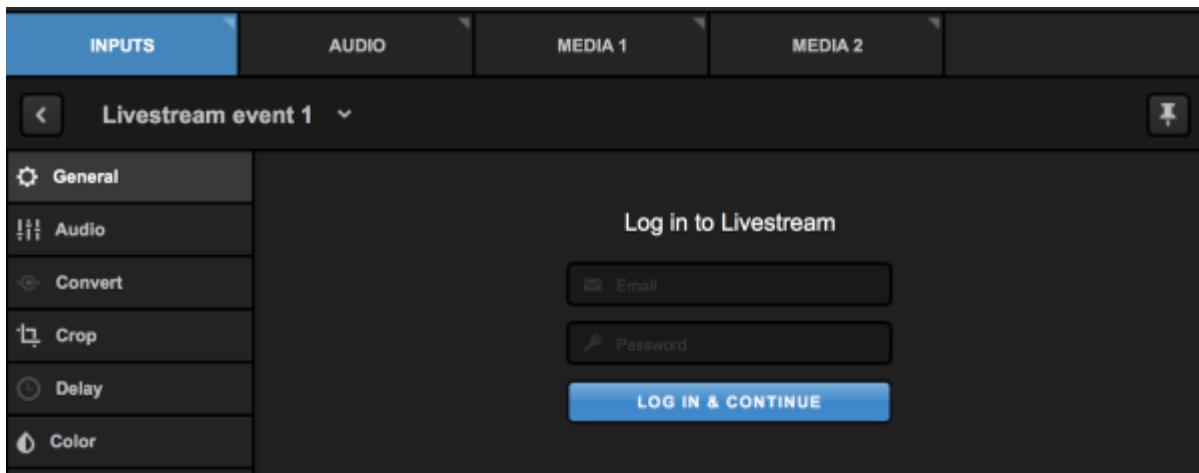 INPUTS AUDIO MEDIA 1 MEDIA 2
Livestream event 1
General
Audio
Convert
Crop
Delay
Color
Log in to Livestream
Email
Password
LOG IN & CONTINUE